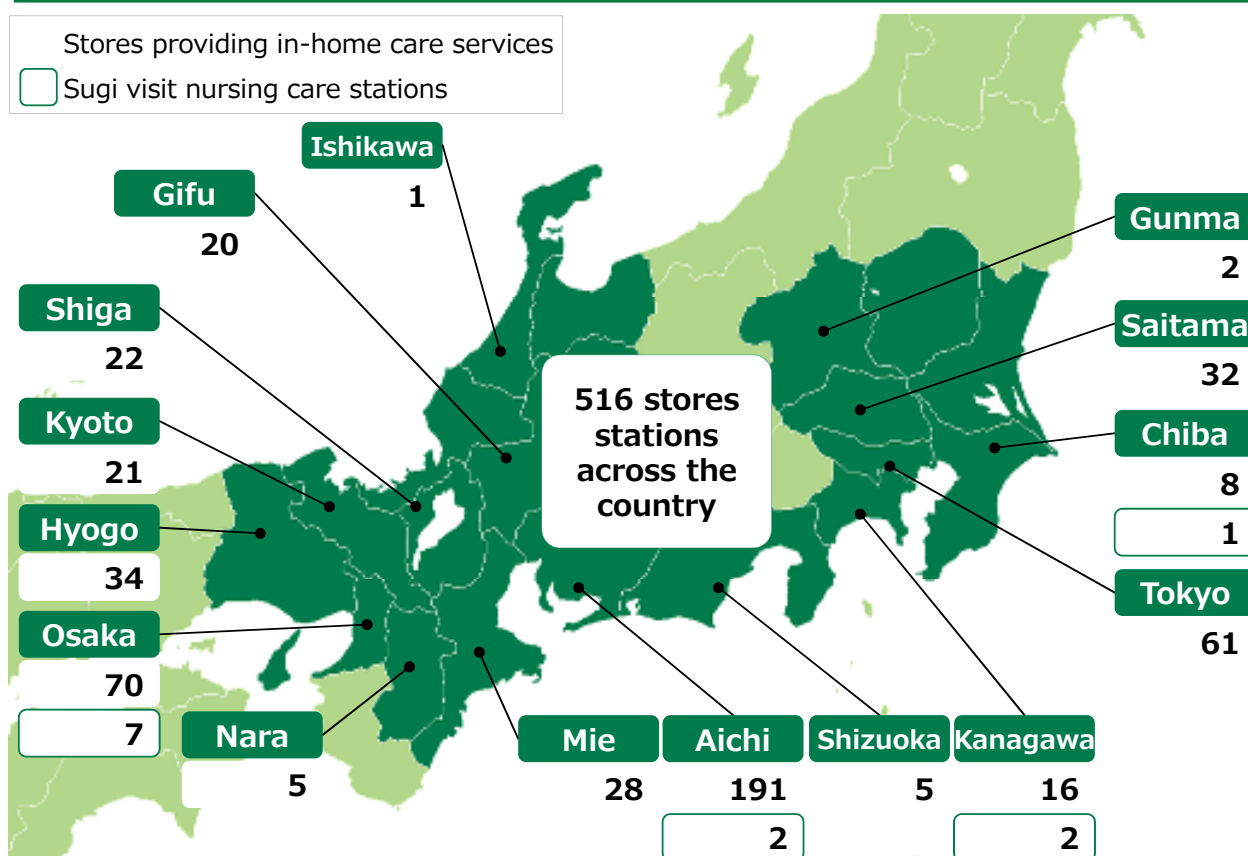 Stores providing in-home care services
Sugi visit nursing care stations
Ishikawa
1
Gifu
20
Shiga
22
Kyoto
21
Hyogo
34
Osaka
70
7
Nara
5
Mie
28
Aichi
191
2
Shizuoka
5
Kanagawa
16
2
Gunma
2
Saitama
32
Chiba
8
1
Tokyo
61
516 stores
stations
across the
country